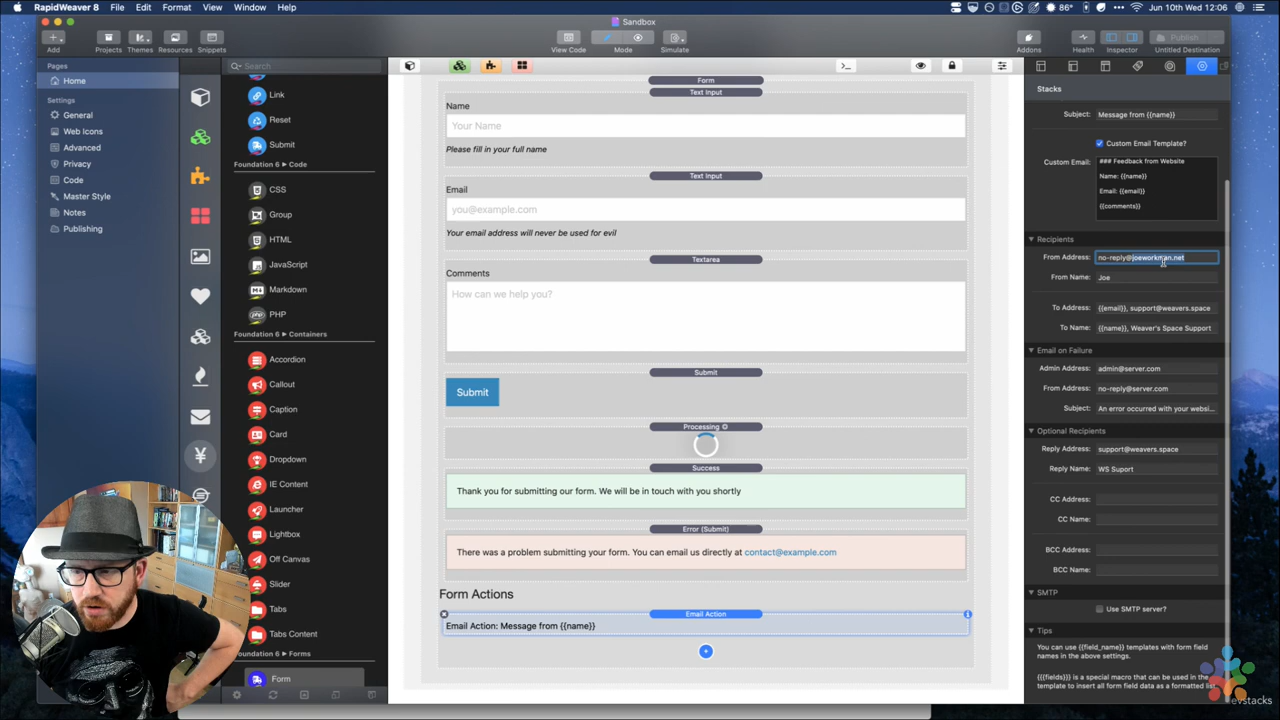 RapidWeaver 8 File Edit Format View Window Help
86° Jun 10th Wed 12:06
Sandbox
Add Projects Themes Resources Snippets
View Code Mode Simulate
Addons Health Inspector Publish
Untitled Destination
Pages
Home
Settings
General
Web Icons
Advanced
Privacy
Code
Master Style
Notes
Publishing
Search
Link
Reset
Submit
Foundation 6 ▸ Code
CSS
Group
HTML
JavaScript
Markdown
PHP
Foundation 6 ▸ Containers
Accordion
Callout
Caption
Card
Dropdown
IE Content
Launcher
Lightbox
Off Canvas
Slider
Tabs
Tabs Content
Foundation 6 ▸ Forms
Form
Form
Text Input
Name
Your Name
Please fill in your full name
Text Input
Email
you@example.com
Your email address will never be used for evil
Textarea
Comments
How can we help you?
Submit
Submit
Processing
Success
Thank you for submitting our form. We will be in touch with you shortly
Error (Submit)
There was a problem submitting your form. You can email us directly at contact@example.com
Form Actions
Email Action
Email Action: Message from {{name}}
Stacks
Subject: Message from {{name}}
Custom Email Template?
Custom Email: ### Feedback from Website
Name: {{name}}
Email: {{email}}
{{comments}}
Recipients
From Address: no-reply@joeworkman.net
From Name: Joe
To Address: {{email}}, support@weavers.space
To Name: {{name}}, Weaver's Space Support
Email on Failure
Admin Address: admin@server.com
From Address: no-reply@server.com
Subject: An error occurred with your websi...
Optional Recipients
Reply Address: support@weavers.space
Reply Name: WS Suport
CC Address:
CC Name:
BCC Address:
BCC Name:
SMTP
Use SMTP server?
Tips
You can use {{field_name}} templates with form field
names in the above settings.
{{{fields}}} is a special macro that can be used in the
template to insert all form field data as a formatted list